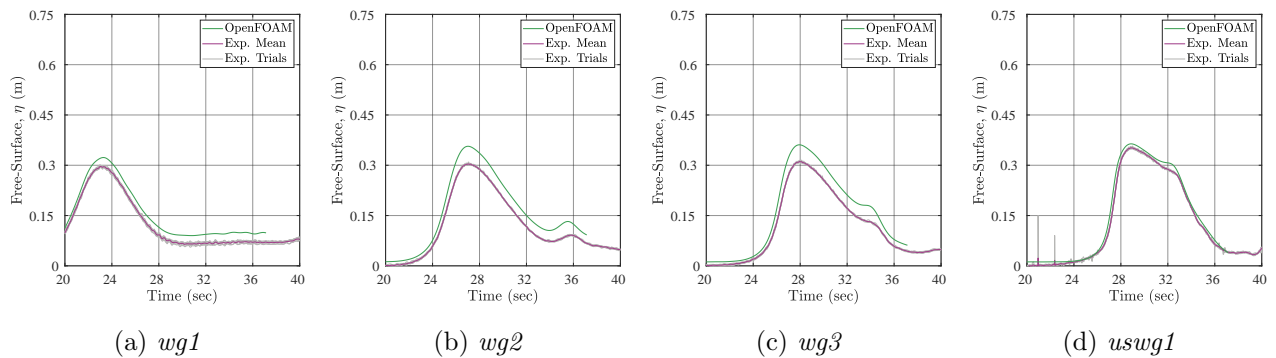 0.75
0.6
0.45
0.3
0.15
0
Free-Surface, η (m)
OpenFOAM
Exp. Mean
Exp. Trials
20 24 28 32 36 40
Time (sec)
(a) wg1
0.75
0.6
0.45
0.3
0.15
0
Free-Surface, η (m)
OpenFOAM
Exp. Mean
Exp. Trials
20 24 28 32 36 40
Time (sec)
(b) wg2
0.75
0.6
0.45
0.3
0.15
0
Free-Surface, η (m)
OpenFOAM
Exp. Mean
Exp. Trials
20 24 28 32 36 40
Time (sec)
(c) wg3
0.75
0.6
0.45
0.3
0.15
0
Free-Surface, η (m)
OpenFOAM
Exp. Mean
Exp. Trials
20 24 28 32 36 40
Time (sec)
(d) uswg1